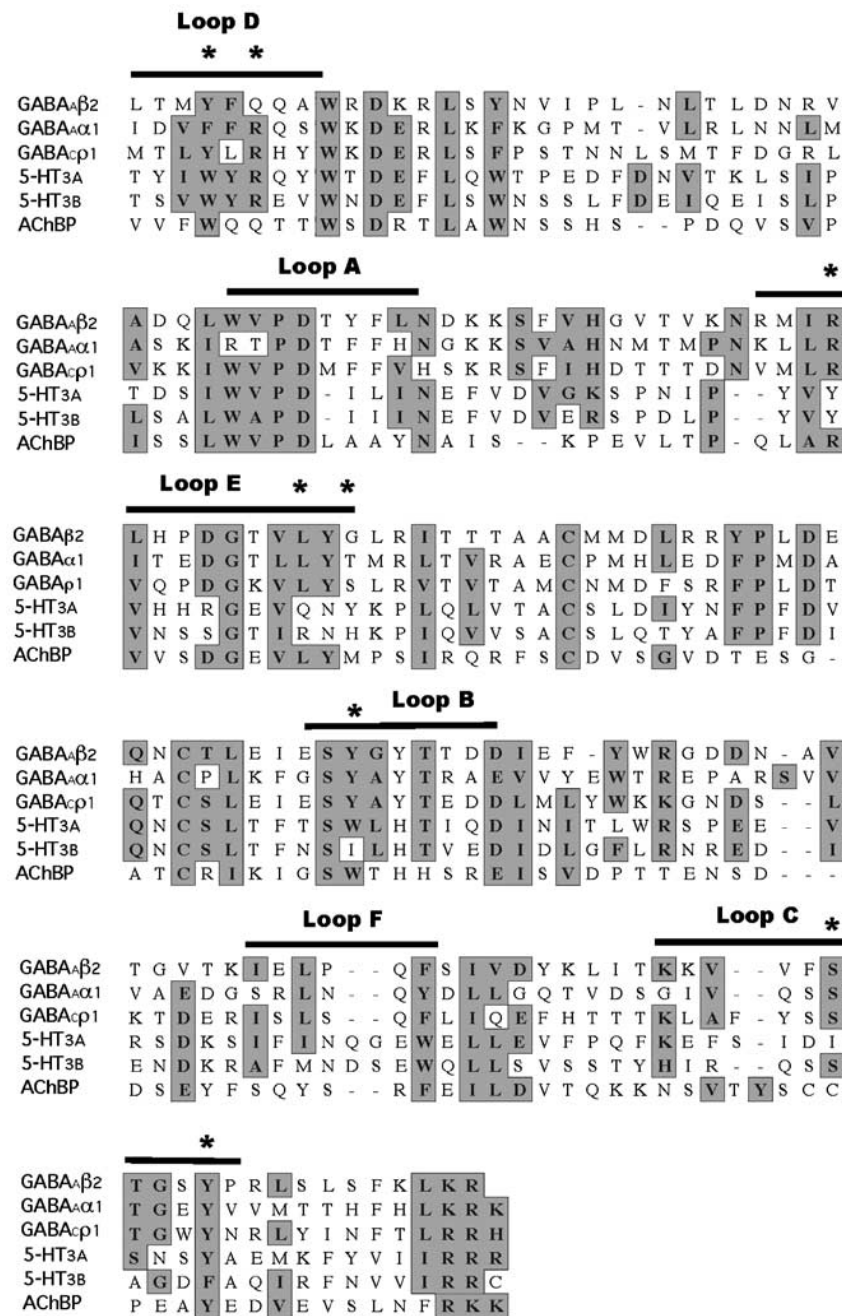 Loop D
* *
GABAAβ2 L T M Y F Q Q A W R D K R L S Y N V I P L - N L T L D N R V
GABAAα1 I D V F F R Q S W K D E R L K F K G P M T - V L R L N N L M
GABACρ1 M T L Y L R H Y W K D E R L S F P S T N N L S M T F D G R L
5-HT3A T Y I W Y R Q Y W T D E F L Q W T P E D F D N V T K L S I P
5-HT3B T S V W Y R E V W N D E F L S W N S S L F D E I Q E I S L P
AChBP V V F W Q Q T T W S D R T L A W N S S H S - - P D Q V S V P
Loop A
*
GABAAβ2 A D Q L W V P D T Y F L N D K K S F V H G V T V K N R M I R
GABAAα1 A S K I R T P D T F F H N G K K S V A H N M T M P N K L L R
GABACρ1 V K K I W V P D M F F V H S K R S F I H D T T T D N V M L R
5-HT3A T D S I W V P D - I L I N E F V D V G K S P N I P - - Y V Y
5-HT3B L S A L W A P D - I I I N E F V D V E R S P D L P - - Y V Y
AChBP I S S L W V P D L A A Y N A I S - - K P E V L T P - Q L A R
Loop E * *
GABAβ2 L H P D G T V L Y G L R I T T T A A C M M D L R R Y P L D E
GABAα1 I T E D G T L L Y T M R L T V R A E C P M H L E D F P M D A
GABAρ1 V Q P D G K V L Y S L R V T V T A M C N M D F S R F P L D T
5-HT3A V H H R G E V Q N Y K P L Q L V T A C S L D I Y N F P F D V
5-HT3B V N S S G T I R N H K P I Q V V S A C S L Q T Y A F P F D I
AChBP V V S D G E V L Y M P S I R Q R F S C D V S G V D T E S G -
* Loop B
GABAAβ2 Q N C T L E I E S Y G Y T T D D I E F - Y W R G D D N - A V
GABAAα1 H A C P L K F G S Y A Y T R A E V V Y E W T R E P A R S V V
GABACρ1 Q T C S L E I E S Y A Y T E D D L M L Y W K K G N D S - - L
5-HT3A Q N C S L T F T S W L H T I Q D I N I T L W R S P E E - - V
5-HT3B Q N C S L T F N S I L H T V E D I D L G F L R N R E D - - I
AChBP A T C R I K I G S W T H H S R E I S V D P T T E N S D - - -
Loop F Loop C *
GABAAβ2 T G V T K I E L P - - Q F S I V D Y K L I T K K V - - V F S
GABAAα1 V A E D G S R L N - - Q Y D L L G Q T V D S G I V - - Q S S
GABACρ1 K T D E R I S L S - - Q F L I Q E F H T T T K L A F - Y S S
5-HT3A R S D K S I F I N Q G E W E L L E V F P Q F K E F S - I D I
5-HT3B E N D K R A F M N D S E W Q L L S V S S T Y H I R - - Q S S
AChBP D S E Y F S Q Y S - - R F E I L D V T Q K K N S V T Y S C C
*
GABAAβ2 T G S Y P R L S L S F K L K R
GABAAα1 T G E Y V V M T T H F H L K R K
GABACρ1 T G W Y N R L Y I N F T L R R H
5-HT3A S N S Y A E M K F Y V I I R R R
5-HT3B A G D F A Q I R F N V V I R R C
AChBP P E A Y E D V E V S L N F R K K